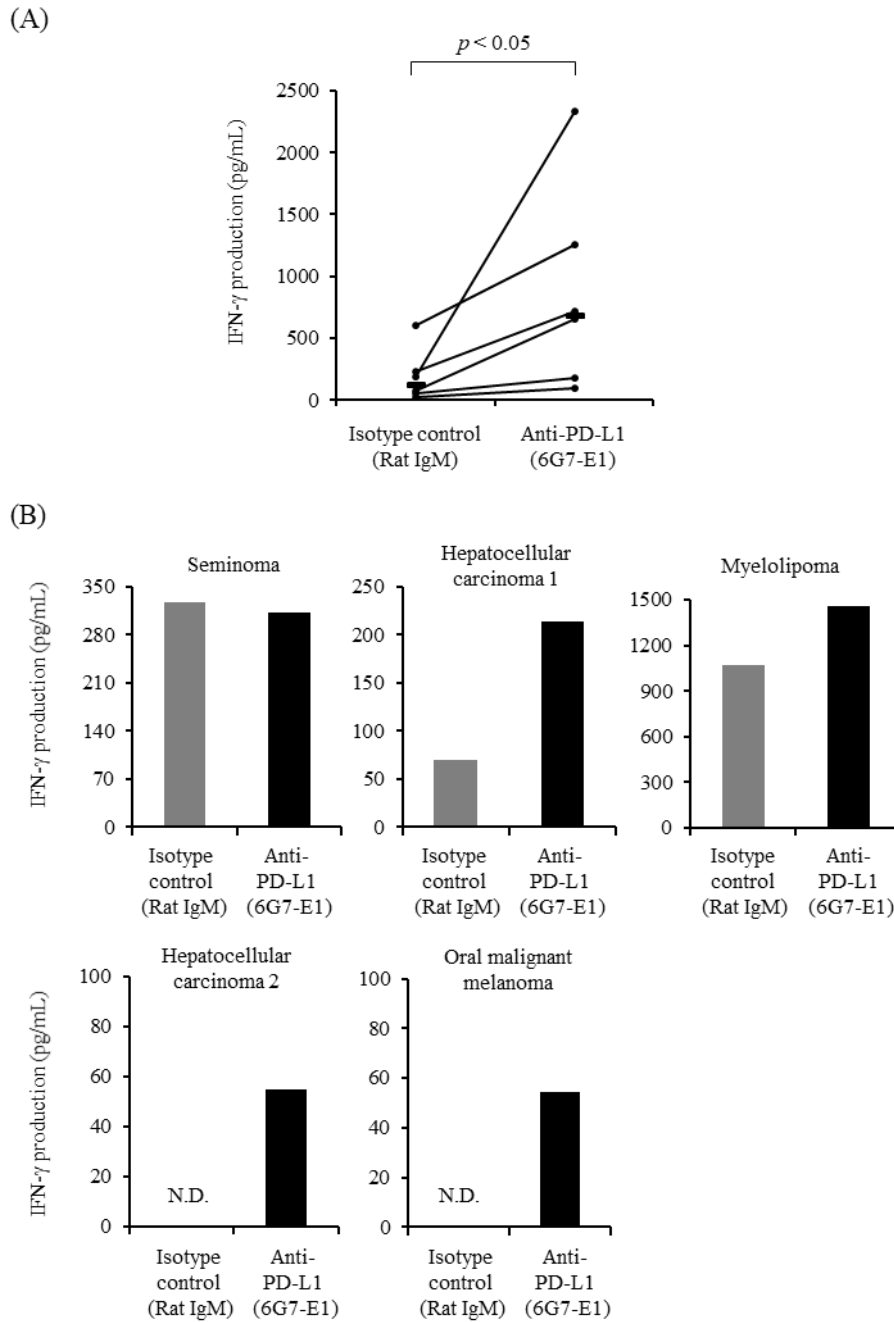 (A)
p < 0.05
IFN-γ production (pg/mL)
2500
2000
1500
1000
500
0
Isotype control
(Rat IgM)
Anti-PD-L1
(6G7-E1)
(B)
IFN-γ production (pg/mL)
Seminoma
350
280
210
140
70
0
Isotype
control
(Rat IgM)
Anti-
PD-L1
(6G7-E1)
Hepatocellular
carcinoma 1
250
200
150
100
50
0
Isotype
control
(Rat IgM)
Anti-
PD-L1
(6G7-E1)
Myelolipoma
1500
1200
900
600
300
0
Isotype
control
(Rat IgM)
Anti-
PD-L1
(6G7-E1)
IFN-γ production (pg/mL)
Hepatocellular
carcinoma 2
100
80
60
40
20
0
N.D.
Isotype
control
(Rat IgM)
Anti-
PD-L1
(6G7-E1)
Oral malignant
melanoma
100
80
60
40
20
0
N.D.
Isotype
control
(Rat IgM)
Anti-
PD-L1
(6G7-E1)